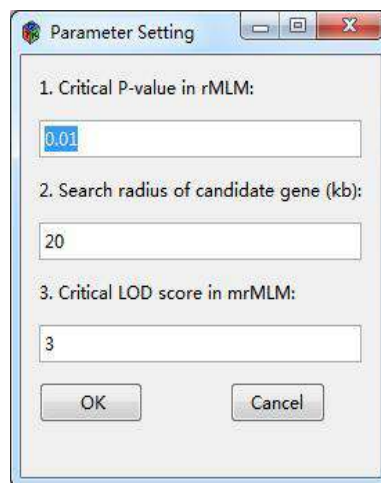 Parameter Setting
1. Critical P-value in rMLM:
0.01
2. Search radius of candidate gene (kb):
20
3. Critical LOD score in mrMLM:
3
OK Cancel